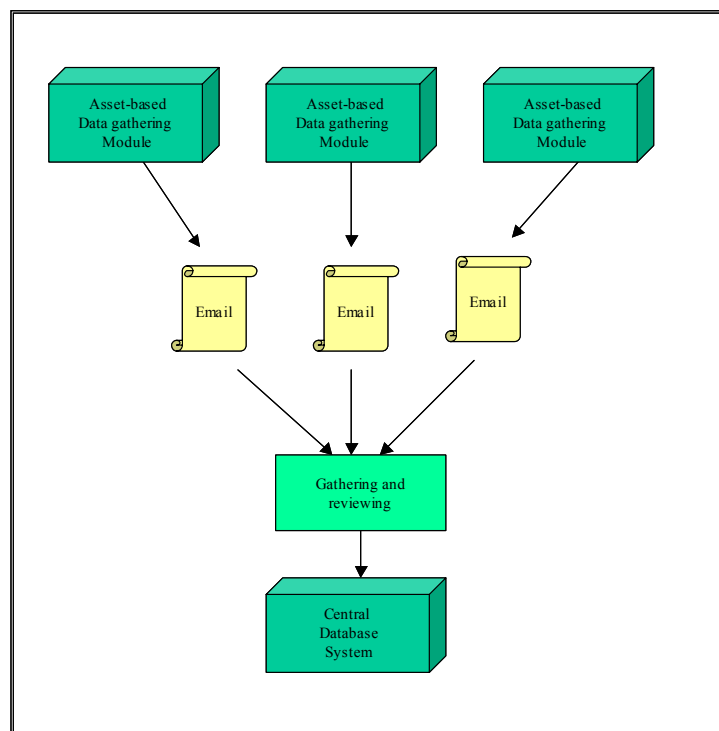 Asset-based
Data gathering
Module
Asset-based
Data gathering
Module
Asset-based
Data gathering
Module
Email
Email
Email
Gathering and
reviewing
Central
Database
System